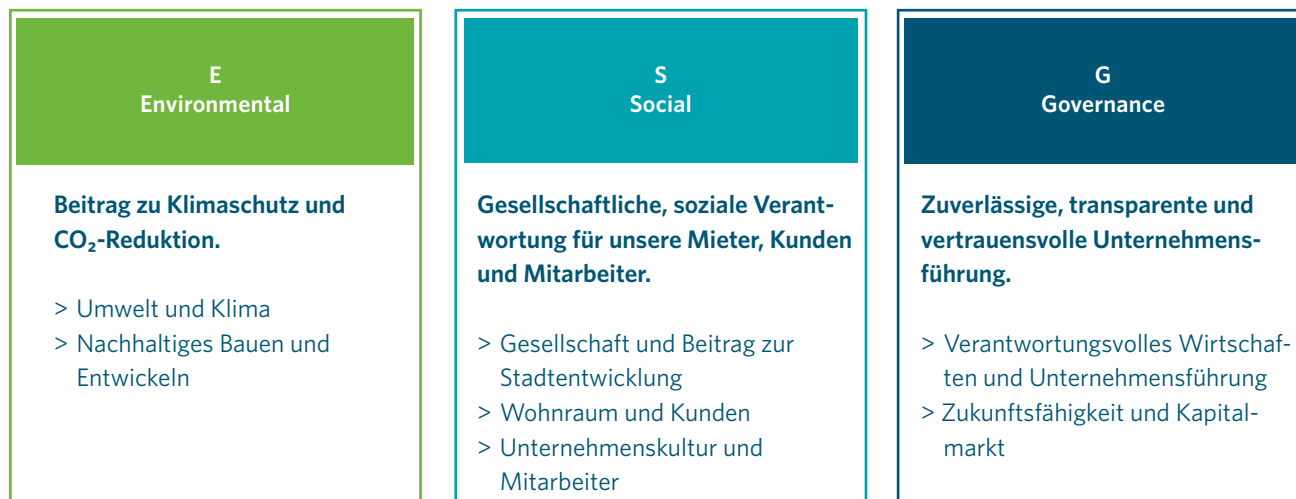 E
Environmental
Beitrag zu Klimaschutz und
CO₂-Reduktion.
> Umwelt und Klima
> Nachhaltiges Bauen und
Entwickeln
S
Social
Gesellschaftliche, soziale Verant-
wortung für unsere Mieter, Kunden
und Mitarbeiter.
> Gesellschaft und Beitrag zur
Stadtentwicklung
> Wohnraum und Kunden
> Unternehmenskultur und
Mitarbeiter
G
Governance
Zuverlässige, transparente und
vertrauensvolle Unternehmens-
führung.
> Verantwortungsvolles Wirtschaf-
ten und Unternehmensführung
> Zukunftsfähigkeit und Kapital-
markt